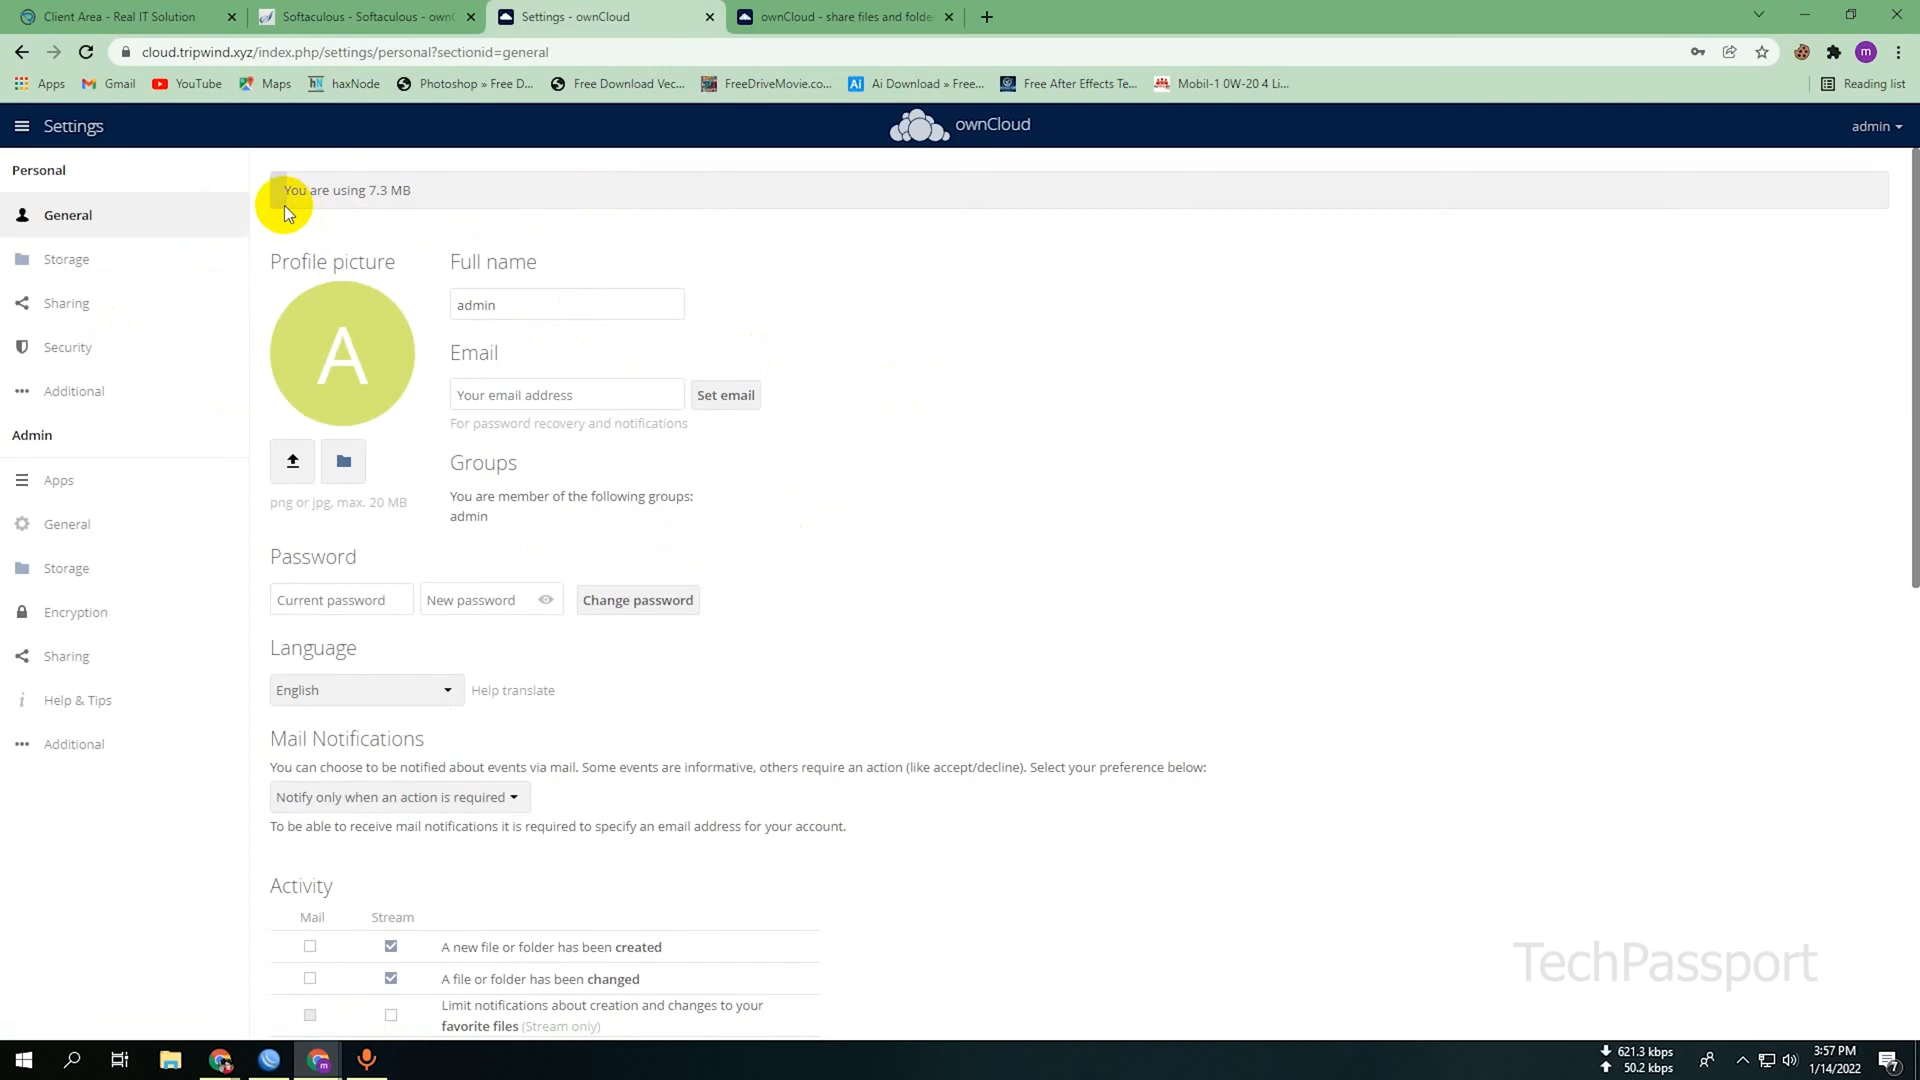 Client Area - Real IT Solution
Softaculous - Softaculous - own
Settings - ownCloud
ownCloud - share files and folde
cloud.tripwind.xyz/index.php/settings/personal?sectionid=general
m
Apps
Gmail
YouTube
Maps
hn haxNode
Photoshop » Free D...
Free Download Vec...
FreeDriveMovie.co...
Ai Ai Download » Free...
Free After Effects Te...
Mobil-1 0W-20 4 Li...
Reading list
Settings
ownCloud
admin
Personal
General
Storage
Sharing
Security
Additional
Admin
Apps
General
Storage
Encryption
Sharing
Help & Tips
Additional
You are using 7.3 MB
Profile picture
A
png or jpg, max. 20 MB
Full name
admin
Email
Your email address
Set email
For password recovery and notifications
Groups
You are member of the following groups:
admin
Password
Current password
New password
Change password
Language
English
Help translate
Mail Notifications
You can choose to be notified about events via mail. Some events are informative, others require an action (like accept/decline). Select your preference below:
Notify only when an action is required
To be able to receive mail notifications it is required to specify an email address for your account.
Activity
Mail Stream
A new file or folder has been created
A file or folder has been changed
Limit notifications about creation and changes to your
favorite files (Stream only)
TechPassport
m
621.3 kbps
50.2 kbps
3:57 PM
1/14/2022
7